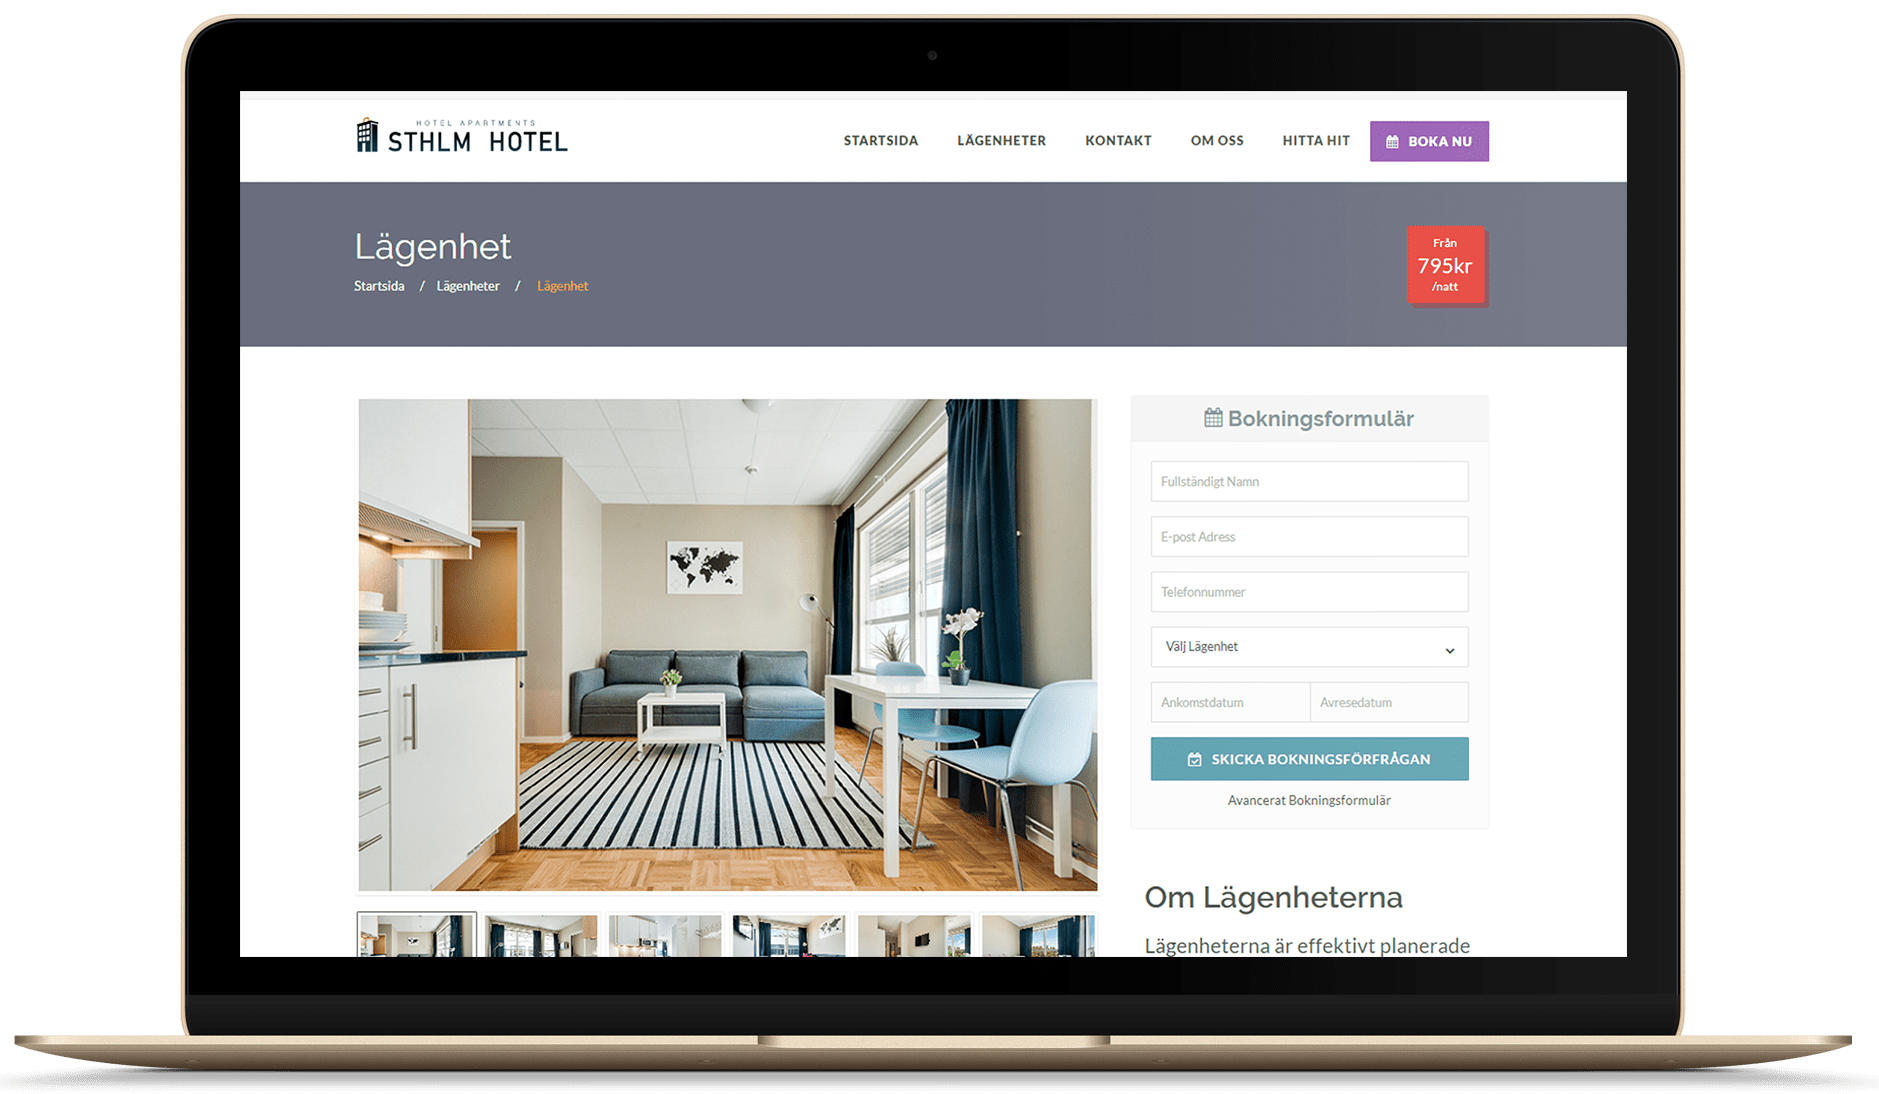 HOTEL APARTMENTS
STHLM HOTEL
STARTSIDA
LÄGENHETER
KONTAKT
OM OSS
HITTA HIT
BOKA NU
Lägenhet
Startsida / Lägenheter / Lägenhet
Från
795kr
/natt
Bokningsformulär
Fullständigt Namn
E-post Adress
Telefonnummer
Välj Lägenhet
Ankomstdatum
Avresedatum
SKICKA BOKNINGSFÖRFRÅGAN
Avancerat Bokningsformulär
Om Lägenheterna
Lägenheterna är effektivt planerade